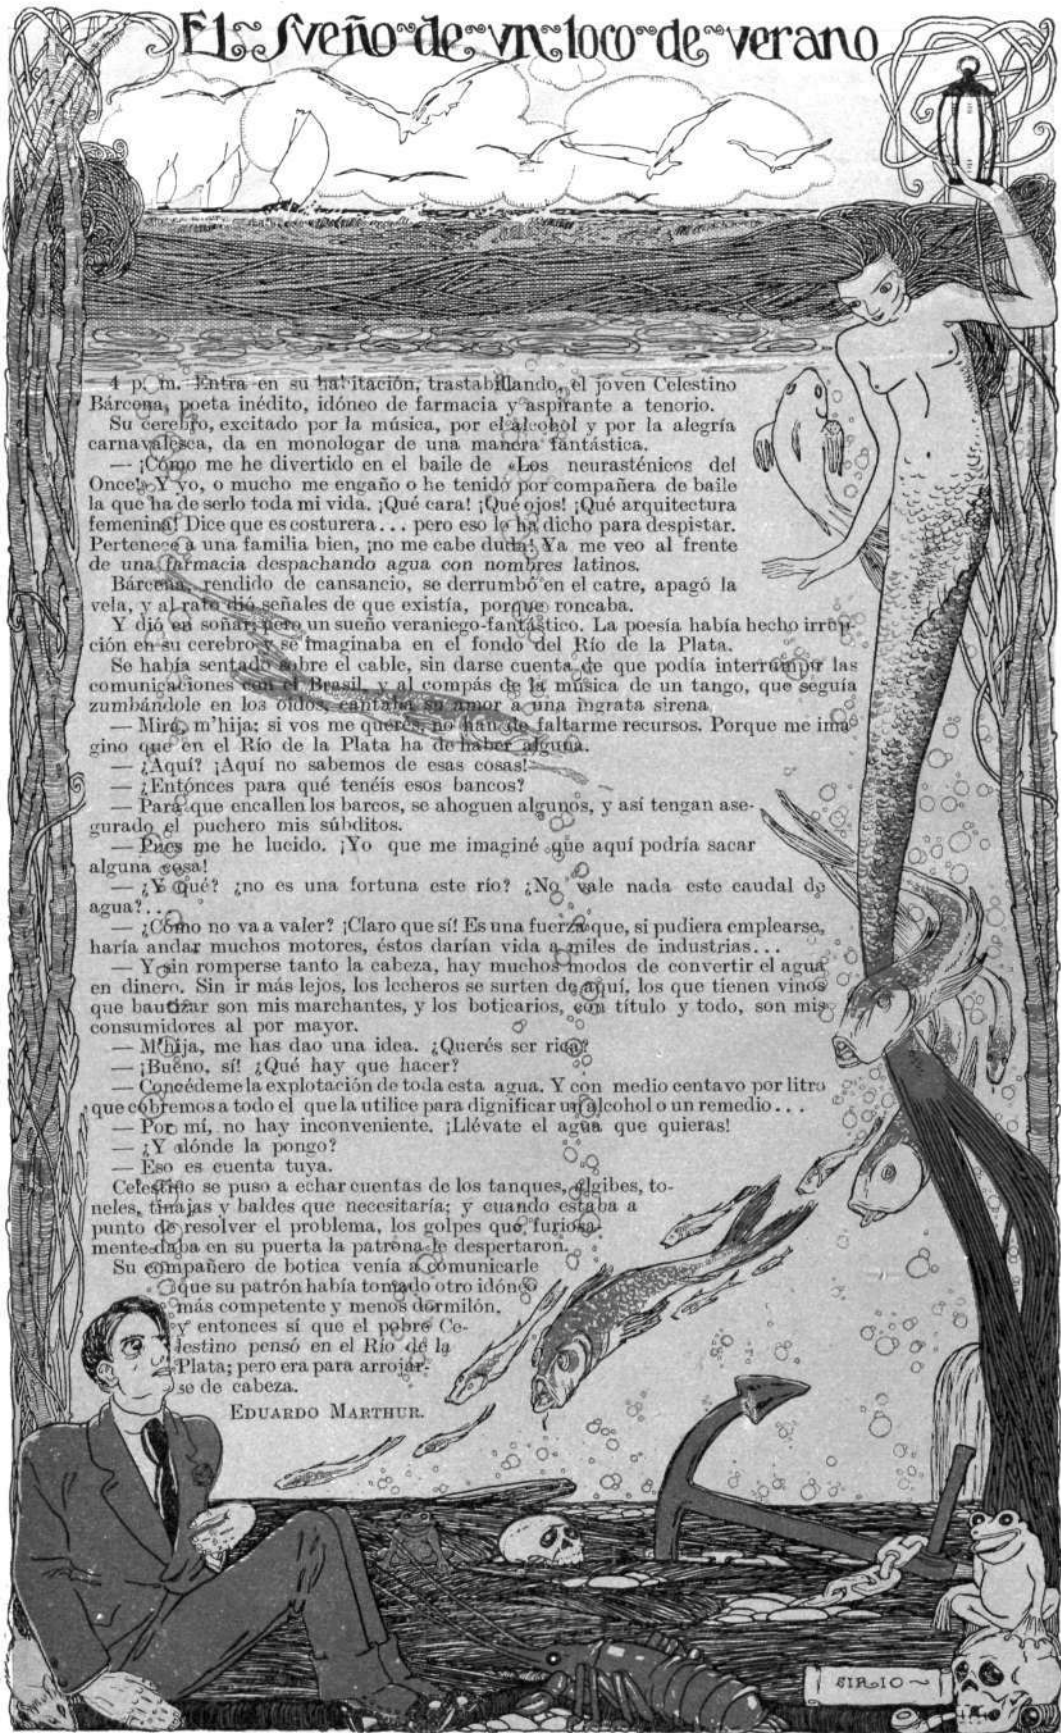 El Sueño de un loco de verano
4 p. m. Entra en su habitación, trastabillando, el joven Celestino
Bárcena, poeta inédito, idóneo de farmacia y aspirante a tenorio.
Su cerebro, excitado por la música, por el alcohol y por la alegría
carnavalesca, da en monologar de una manera fantástica.
— ¡Cómo me he divertido en el baile de «Los neurasténicos del
Once!» Y yo, o mucho me engaño o he tenido por compañera de baile
la que ha de serlo toda mi vida. ¡Qué cara! ¡Qué ojos! ¡Qué arquitectura
femenina! Dice que es costurera... pero eso lo ha dicho para despistar.
Pertenece a una familia bien, ¡no me cabe duda! Ya me veo al frente
de una farmacia despachando agua con nombres latinos.
Bárcena, rendido de cansancio, se derrumbó en el catre, apagó la
vela, y al rato dió señales de que existía, porque roncaba.
Y dió en soñar; pero un sueño veraniego-fantástico. La poesía había hecho irrup-
ción en su cerebro y se imaginaba en el fondo del Río de la Plata.
Se había sentado sobre el cable, sin darse cuenta de que podía interrumpir las
comunicaciones con el Brasil, y al compás de la música de un tango, que seguía
zumbándole en los oídos, cantaba su amor a una ingrata sirena.
— Mirá, m'hija; si vos me querés, no han de faltarme recursos. Porque me ima-
gino que en el Río de la Plata ha de haber alguna.
— ¿Aquí? ¡Aquí no sabemos de esas cosas!
— ¿Entónces para qué tenéis esos bancos?
— Para que encallen los barcos, se ahoguen algunos, y así tengan ase-
gurado el puchero mis súbditos.
— Pues me he lucido. ¡Yo que me imaginé que aquí podría sacar
alguna cosa!
— ¿Y qué? ¿no es una fortuna este río? ¿No vale nada este caudal de
agua?...
— ¿Cómo no va a valer? ¡Claro que sí! Es una fuerza que, si pudiera emplearse,
haría andar muchos motores, éstos darían vida a miles de industrias...
— Y sin romperse tanto la cabeza, hay muchos modos de convertir el agua
en dinero. Sin ir más lejos, los lecheros se surten de aquí, los que tienen vinos
que bautizar son mis marchantes, y los boticarios, con título y todo, son mis
consumidores al por mayor.
— M'hija, me has dao una idea. ¿Querés ser rica?
— ¡Bueno, sí! ¿Qué hay que hacer?
— Concédeme la explotación de toda esta agua. Y con medio centavo por litro
que cobremos a todo el que la utilice para dignificar un alcohol o un remedio...
— Por mí, no hay inconveniente. ¡Llévate el agua que quieras!
— ¿Y dónde la pongo?
— Eso es cuenta tuya.
Celestino se puso a echar cuentas de los tanques, algibes, to-
neles, tinajas y baldes que necesitaría; y cuando estaba a
punto de resolver el problema, los golpes que furiosa-
mente daba en su puerta la patrona le despertaron.
Su compañero de botica venía a comunicarle
que su patrón había tomado otro idóneo
más competente y menos dormilón,
y entonces sí que el pobre Ce-
lestino pensó en el Río de la
Plata; pero era para arrojar-
se de cabeza.
EDUARDO MARTHUR.
SIRIO